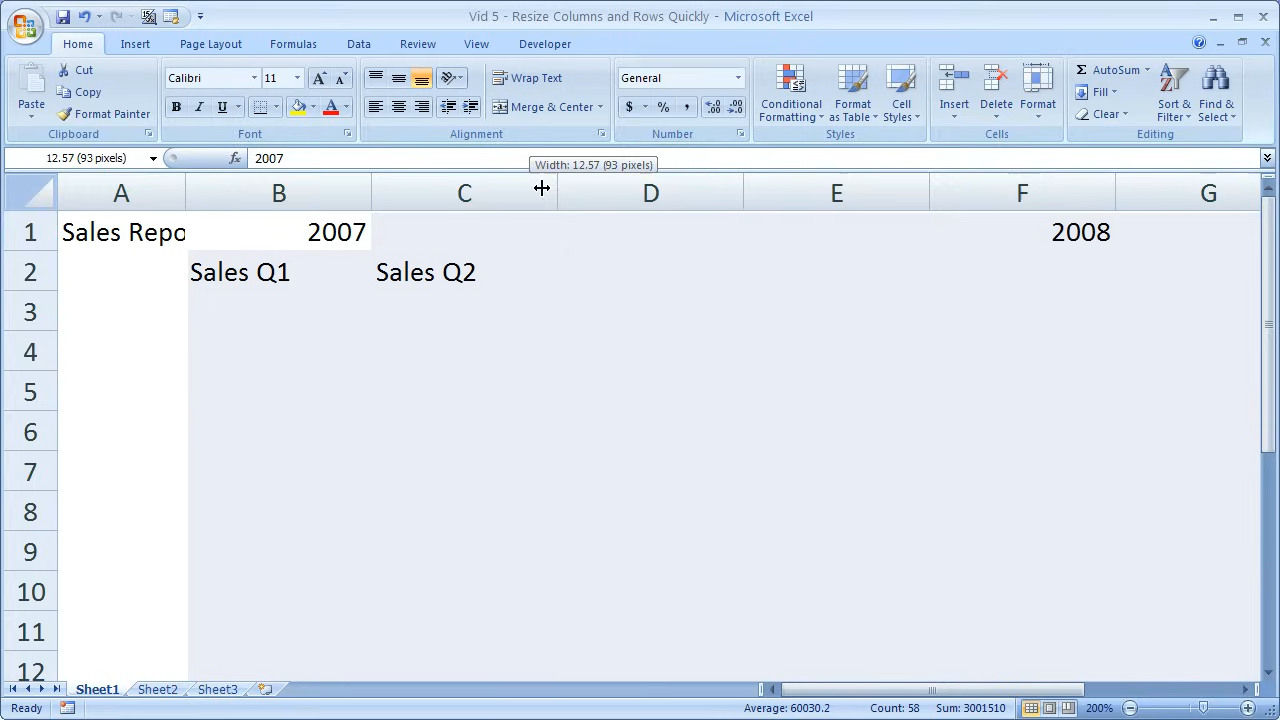 Vid 5 - Resize Columns and Rows Quickly - Microsoft Excel
Home Insert Page Layout Formulas Data Review View Developer
Paste Cut Copy Format Painter Clipboard
Calibri 11 A A B I U A Font
Wrap Text Merge & Center Alignment
General $ % , .00 .0 Number
Conditional Formatting Format as Table Cell Styles Styles
Insert Delete Format Cells
Σ AutoSum Fill Clear Sort & Filter Find & Select Editing
12.57 (93 pixels) fx 2007
Width: 12.57 (93 pixels)
A B C D E F G
1 Sales Repo 2007 2008
2 Sales Q1 Sales Q2
3
4
5
6
7
8
9
10
11
12
Sheet1 Sheet2 Sheet3
Ready Average: 60030.2 Count: 58 Sum: 3001510 200%